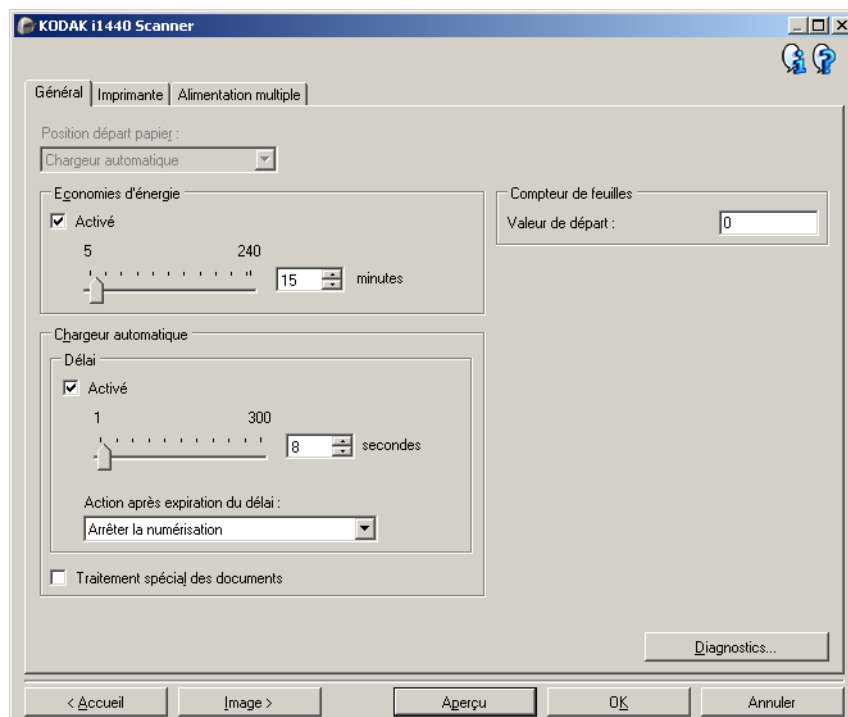 KODAK i1440 Scanner
Général Imprimante Alimentation multiple
Position départ papier :
Chargeur automatique
Economies d'énergie
Activé
5 240
15 minutes
Compteur de feuilles
Valeur de départ : 0
Chargeur automatique
Délai
Activé
1 300
8 secondes
Action après expiration du délai :
Arrêter la numérisation
Traitement spécial des documents
Diagnostics...
< Accueil Image > Aperçu OK Annuler